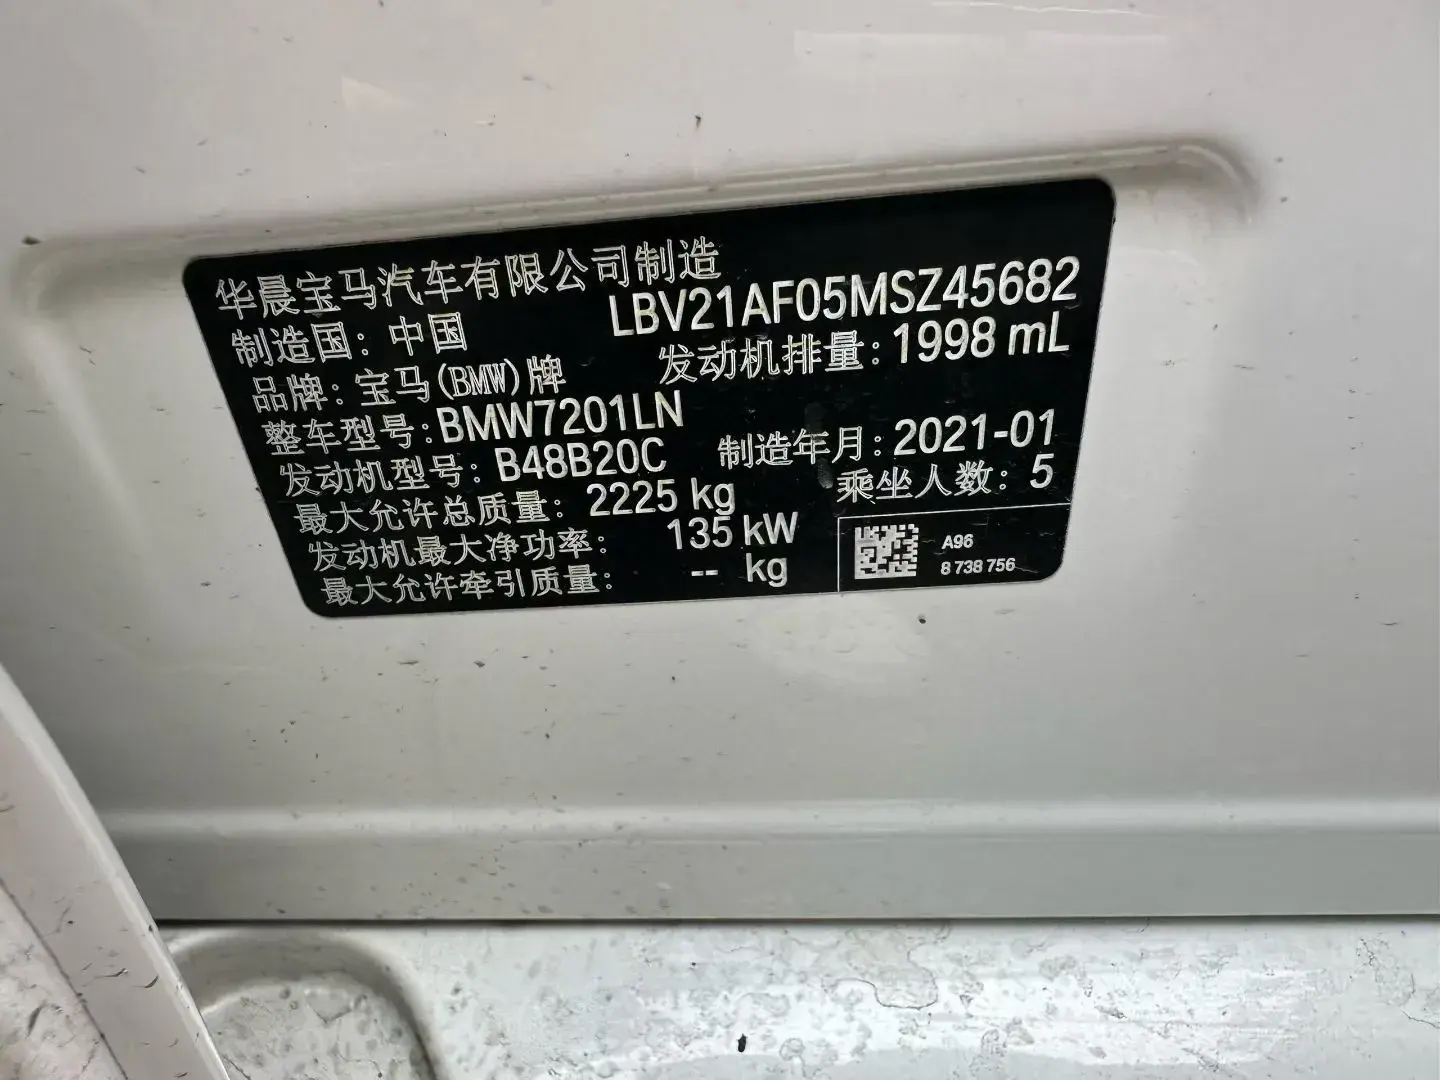 华晨宝马汽车有限公司制造
制造国：中国 LBV21AF05MSZ45682
品牌：宝马(BMW)牌 发动机排量：1998 mL
整车型号：BMW7201LN
发动机型号：B48B20C 制造年月：2021-01
最大允许总质量：2225 kg 乘坐人数：5
发动机最大净功率：135 kW
最大允许牵引质量：-- kg
A96
8 738 756